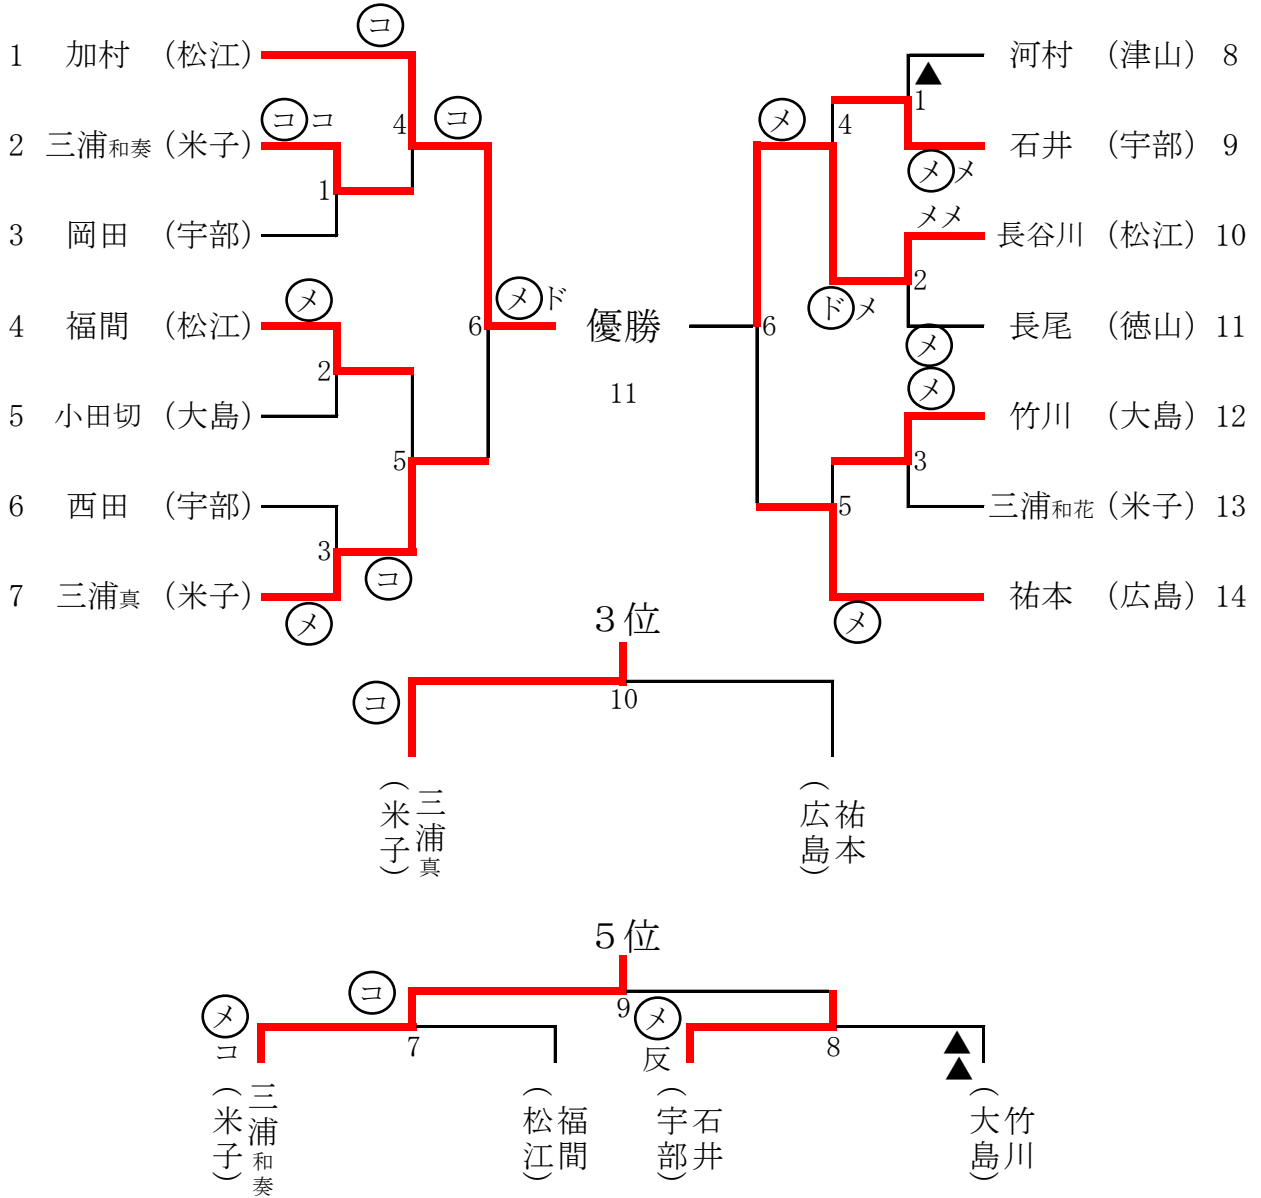 コ
1 加村 (松江)
コ コ
4
コ
2 三浦和奏 (米子)
1
3 岡田 (宇部)
メ
4 福間 (松江)
2
5 小田切 (大島)
5
6 西田 (宇部)
3
コ
7 三浦真 (米子)
メ
6
メ ド
優勝
11
河村 (津山) 8
▲
1
メ
4
石井 (宇部) 9
メ メ
メメ
長谷川 (松江) 10
2
ド メ
6
長尾 (徳山) 11
メ
メ
竹川 (大島) 12
3
5
三浦和花 (米子) 13
祐本 (広島) 14
メ
3位
コ
10
三浦真
(米子)
祐本
(広島)
5位
コ
9
メ
コ
7
メ
反
8
▲
▲
三浦和奏
(米子)
福間
(松江)
石井
(宇部)
竹川
(大島)